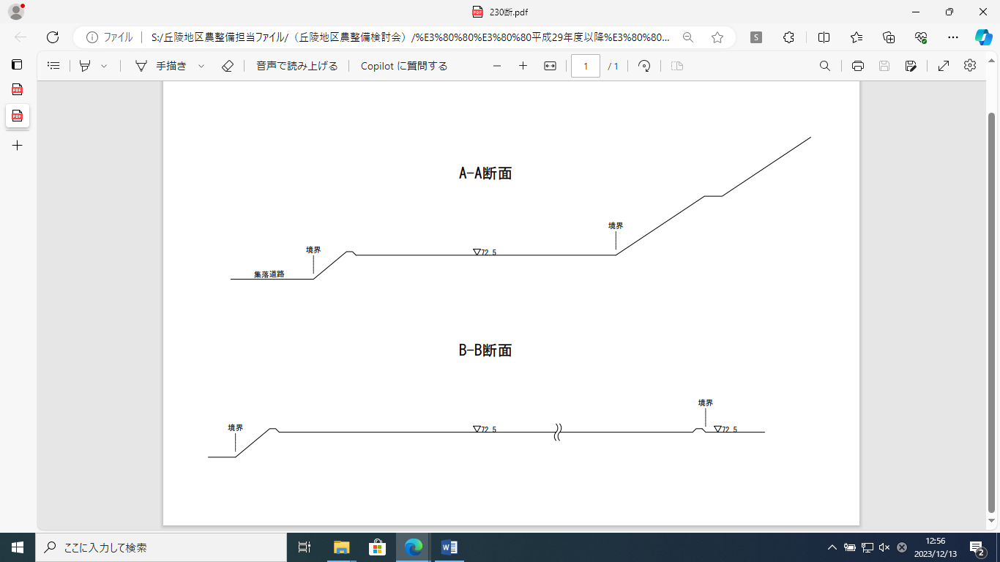 230断.pdf
ファイル
S:/丘陵地区農整備担当ファイル/（丘陵地区農整備検討会）/%E3%80%80%E3%80%80平成29年度以降%E3%80%80...
手描き
音声で読み上げる
Copilot に質問する
1 / 1
A-A断面
境界
境界
▽72.5
集落道路
B-B断面
境界
境界
▽72.5
▽72.5
ここに入力して検索
12:56
2023/12/13
2